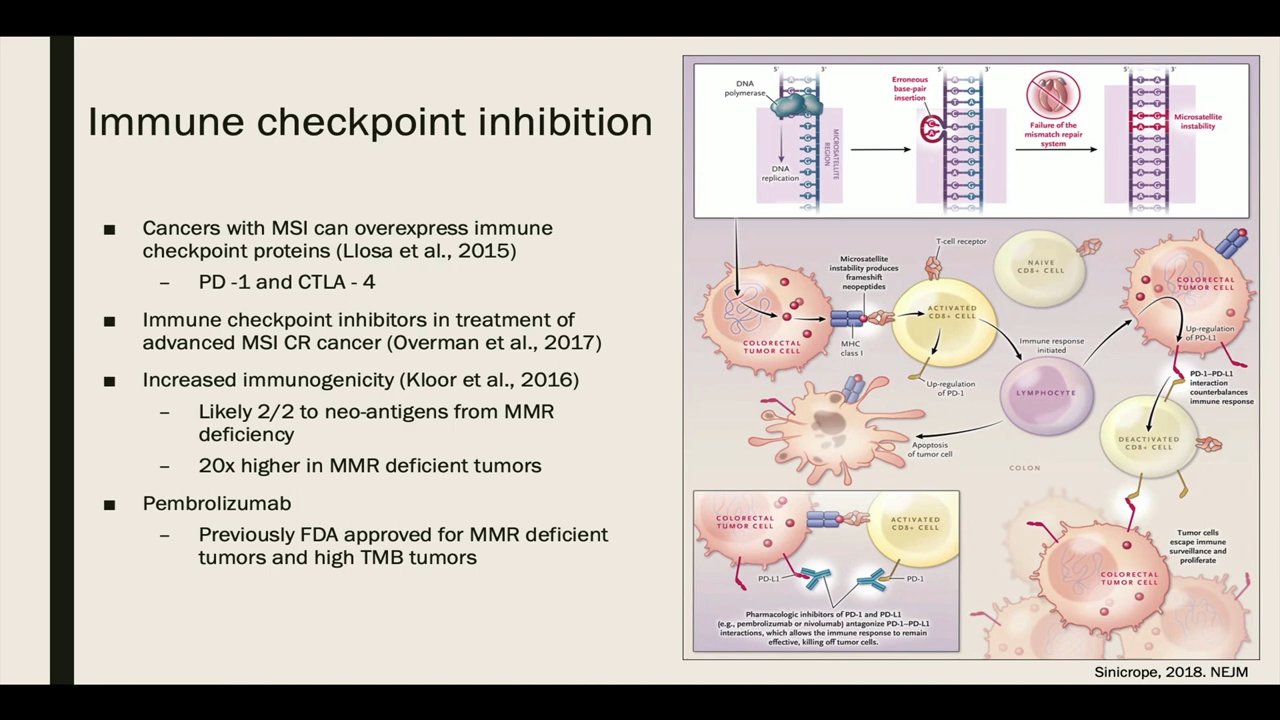 Immune checkpoint inhibition
■ Cancers with MSI can overexpress immune
checkpoint proteins (Llosa et al., 2015)
– PD -1 and CTLA - 4
■ Immune checkpoint inhibitors in treatment of
advanced MSI CR cancer (Overman et al., 2017)
■ Increased immunogenicity (Kloor et al., 2016)
– Likely 2/2 to neo-antigens from MMR
deficiency
– 20x higher in MMR deficient tumors
■ Pembrolizumab
– Previously FDA approved for MMR deficient
tumors and high TMB tumors
5' 3'
DNA
polymerase
DNA
replication
MICROSATELLITE
REGION
Erroneous
base-pair
insertion
5' 3'
Failure of the
mismatch repair
system
5' 3'
Microsatellite
instability
COLORECTAL
TUMOR CELL
Microsatellite
instability produces
frameshift
neopeptides
MHC
class I
T-cell receptor
ACTIVATED
CD8+ CELL
Up-regulation
of PD-1
NAIVE
CD8+ CELL
Immune response
initiated
LYMPHOCYTE
Apoptosis
of tumor cell
COLORECTAL
TUMOR CELL
Up-regulation
of PD-L1
PD-1–PD-L1
interaction
counterbalances
immune response
DEACTIVATED
CD8+ CELL
COLON
Tumor cells
escape immune
surveillance and
proliferate
COLORECTAL
TUMOR CELL
COLORECTAL
TUMOR CELL
ACTIVATED
CD8+ CELL
PD-L1
PD-1
Pharmacologic inhibitors of PD-1 and PD-L1
(e.g., pembrolizumab or nivolumab) antagonize PD-1–PD-L1
interactions, which allows the immune response to remain
effective, killing off tumor cells.
Sinicrope, 2018. NEJM